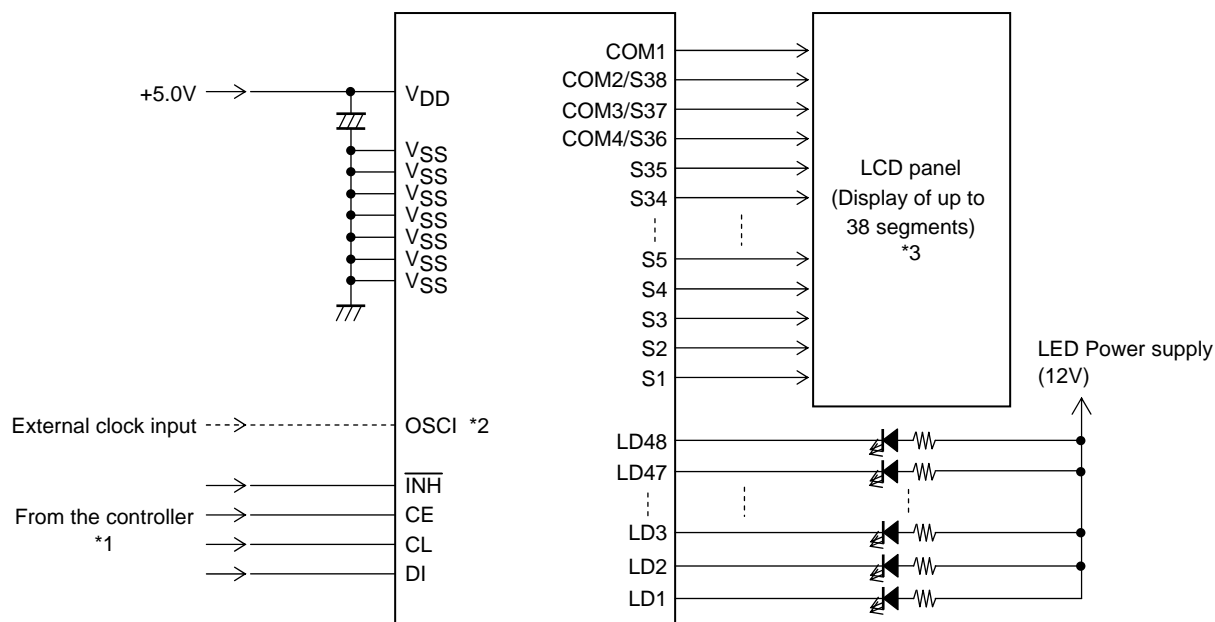 +5.0V
VDD
VSS
VSS
VSS
VSS
VSS
VSS
VSS
External clock input
OSCI *2
INH
From the controller
*1
CE
CL
DI
COM1
COM2/S38
COM3/S37
COM4/S36
S35
S34
S5
S4
S3
S2
S1
LCD panel
(Display of up to
38 segments)
*3
LED Power supply
(12V)
LD48
LD47
LD3
LD2
LD1